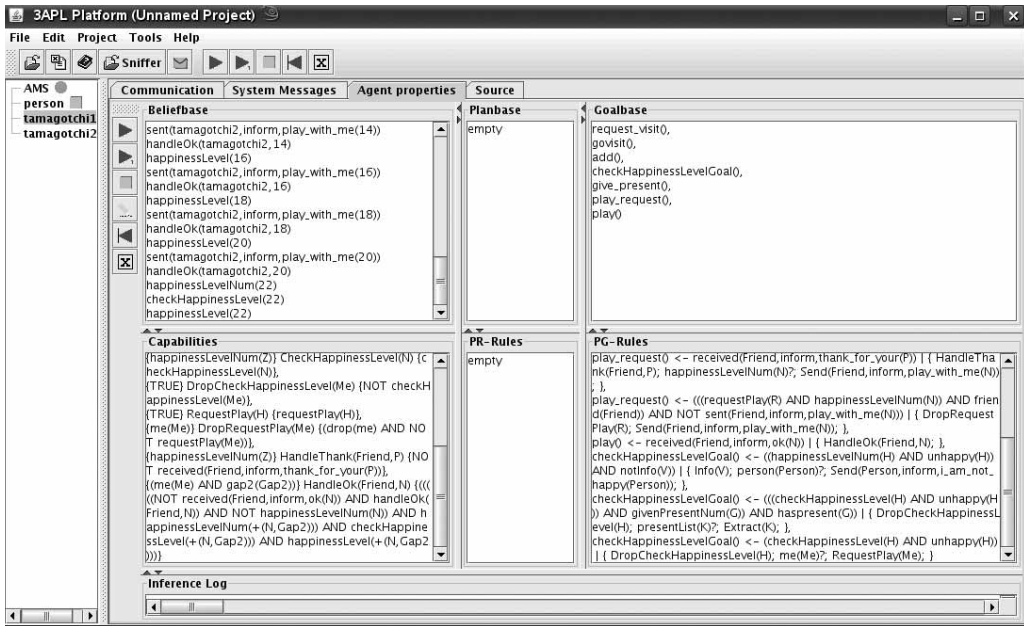 3APL Platform (Unnamed Project)
File Edit Project Tools Help
Sniffer
AMS
person
tamagotchi1
tamagotchi2
Communication
System Messages
Agent properties
Source
Beliefbase
sent(tamagotchi2,inform,play_with_me(14))
handleOk(tamagotchi2,14)
happinessLevel(16)
sent(tamagotchi2,inform,play_with_me(16))
handleOk(tamagotchi2,16)
happinessLevel(18)
sent(tamagotchi2,inform,play_with_me(18))
handleOk(tamagotchi2,18)
happinessLevel(20)
sent(tamagotchi2,inform,play_with_me(20))
handleOk(tamagotchi2,20)
happinessLevelNum(22)
checkHappinessLevel(22)
happinessLevel(22)
Planbase
empty
Goalbase
request_visit(),
govisit(),
add(),
checkHappinessLevelGoal(),
give_present(),
play_request(),
play()
Capabilities
{happinessLevelNum(Z)} CheckHappinessLevel(N) {c
heckHappinessLevel(N)},
{TRUE} DropCheckHappinessLevel(Me) {NOT checkH
appinessLevel(Me)},
{TRUE} RequestPlay(H) {requestPlay(H)},
{me(Me)} DropRequestPlay(Me) {(drop(me) AND NO
T requestPlay(Me))},
{happinessLevelNum(Z)} HandleThank(Friend,P) {NO
T received(Friend,inform,thank_for_your(P))},
{(me(Me) AND gap2(Gap2))} HandleOk(Friend,N) {((((
((NOT received(Friend,inform,ok(N)) AND handleOk(
Friend,N)) AND NOT happinessLevelNum(N)) AND h
appinessLevelNum(+(N,Gap2))) AND checkHappine
ssLevel(+(N,Gap2))) AND happinessLevel(+(N,Gap2
)))}
PR-Rules
empty
PG-Rules
play_request() <- received(Friend,inform,thank_for_your(P)) | { HandleTha
nk(Friend,P); happinessLevelNum(N)?; Send(Friend,inform,play_with_me(N))
; },
play_request() <- (((requestPlay(R) AND happinessLevelNum(N)) AND frien
d(Friend)) AND NOT sent(Friend,inform,play_with_me(N))) | { DropRequest
Play(R); Send(Friend,inform,play_with_me(N)); },
play() <- received(Friend,inform,ok(N)) | { HandleOk(Friend,N); },
checkHappinessLevelGoal() <- ((happinessLevelNum(H) AND unhappy(H))
AND notInfo(V)) | { Info(V); person(Person)?; Send(Person,inform,i_am_not_
happy(Person)); },
checkHappinessLevelGoal() <- (((checkHappinessLevel(H) AND unhappy(H
)) AND givenPresentNum(G)) AND haspresent(G)) | { DropCheckHappinessL
evel(H); presentList(K)?; Extract(K); },
checkHappinessLevelGoal() <- (checkHappinessLevel(H) AND unhappy(H))
| { DropCheckHappinessLevel(H); me(Me)?; RequestPlay(Me); }
Inference Log